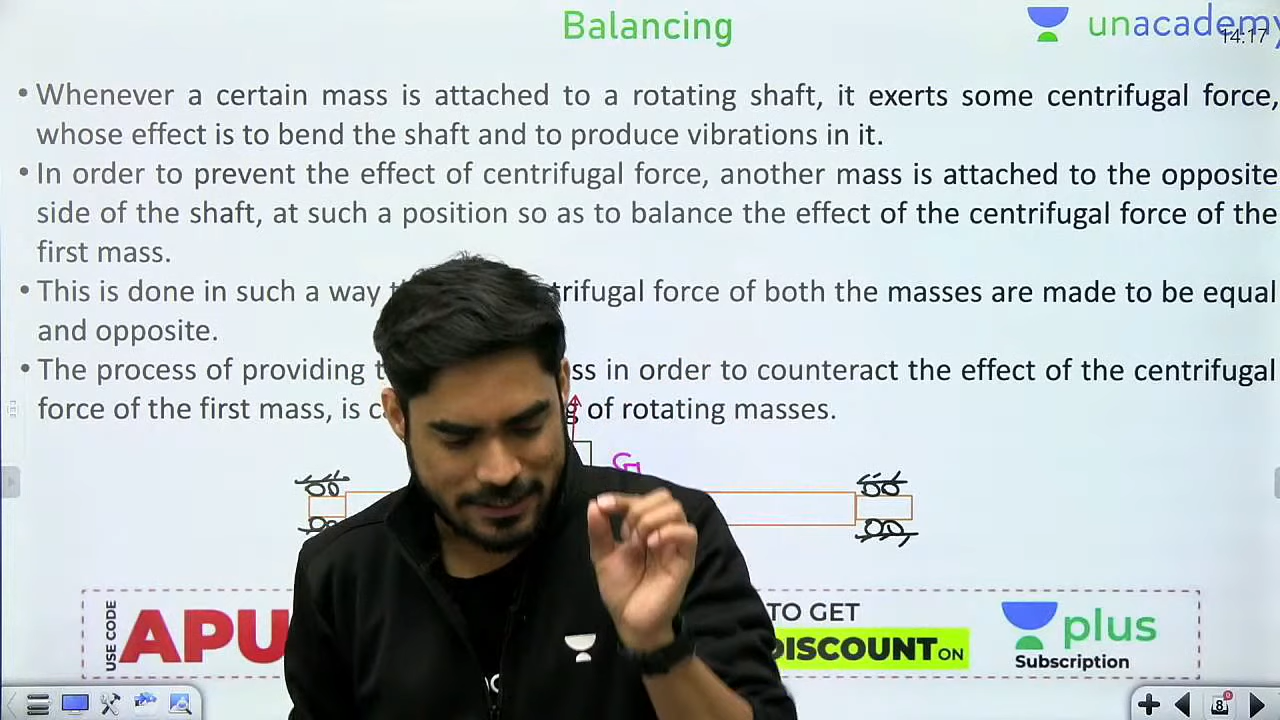 Balancing
unacademy
14:17
• Whenever a certain mass is attached to a rotating shaft, it exerts some centrifugal force,
whose effect is to bend the shaft and to produce vibrations in it.
• In order to prevent the effect of centrifugal force, another mass is attached to the opposite
side of the shaft, at such a position so as to balance the effect of the centrifugal force of the
first mass.
• This is done in such a way of both the masses are made to be equal
and opposite.
• The process of providing in order to counteract the effect of the centrifugal
force of the first mass, is of rotating masses.
G
USE CODE
APU
TO GET
DISCOUNT ON
plus
Subscription
8